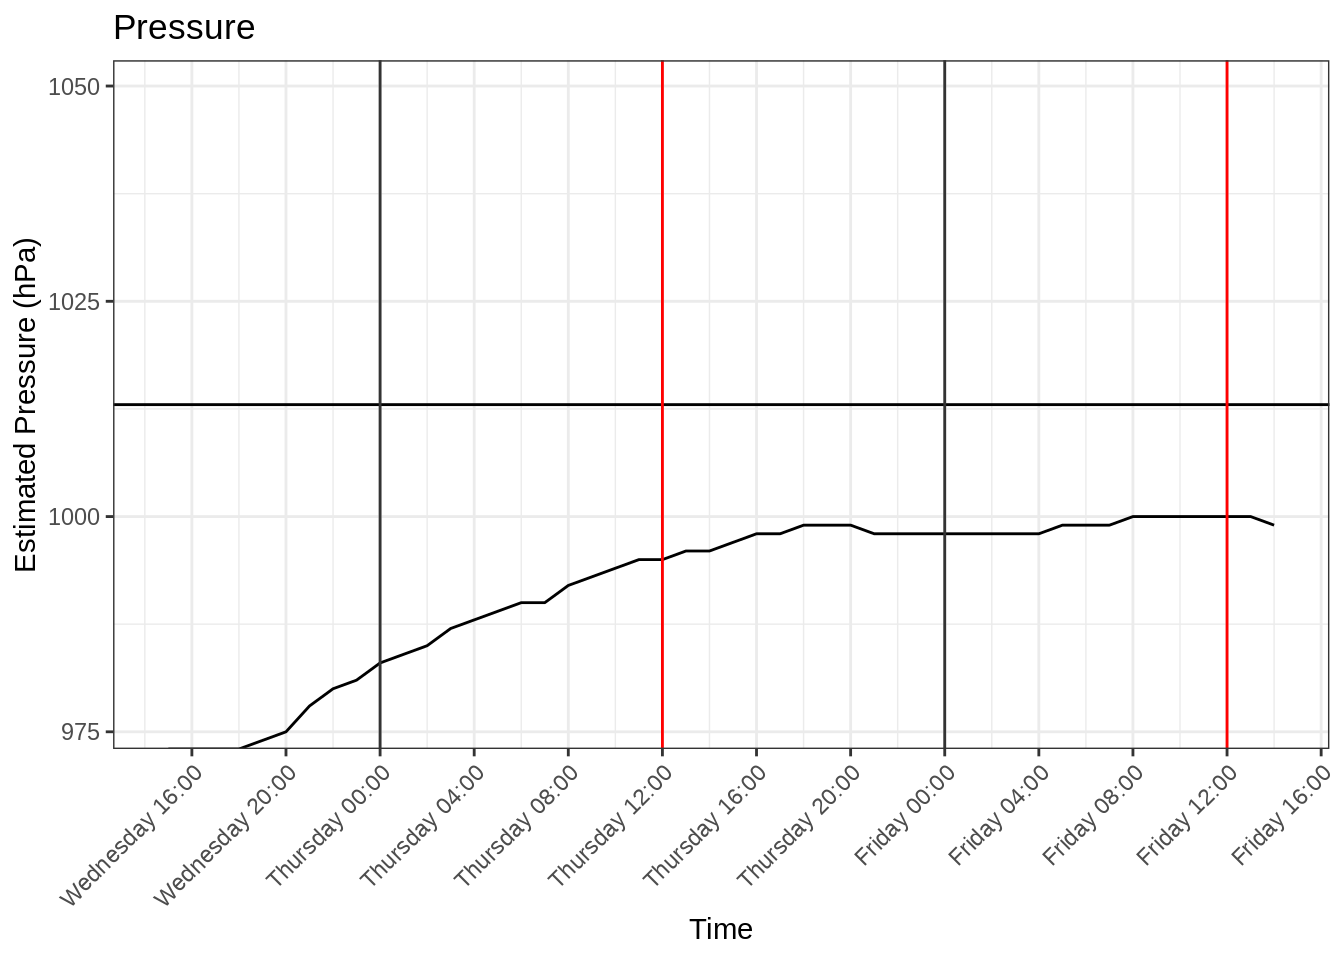 Pressure
Estimated Pressure (hPa)
1050
1025
1000
975
Wednesday 16:00
Wednesday 20:00
Thursday 00:00
Thursday 04:00
Thursday 08:00
Thursday 12:00
Thursday 16:00
Thursday 20:00
Friday 00:00
Friday 04:00
Friday 08:00
Friday 12:00
Friday 16:00
Time